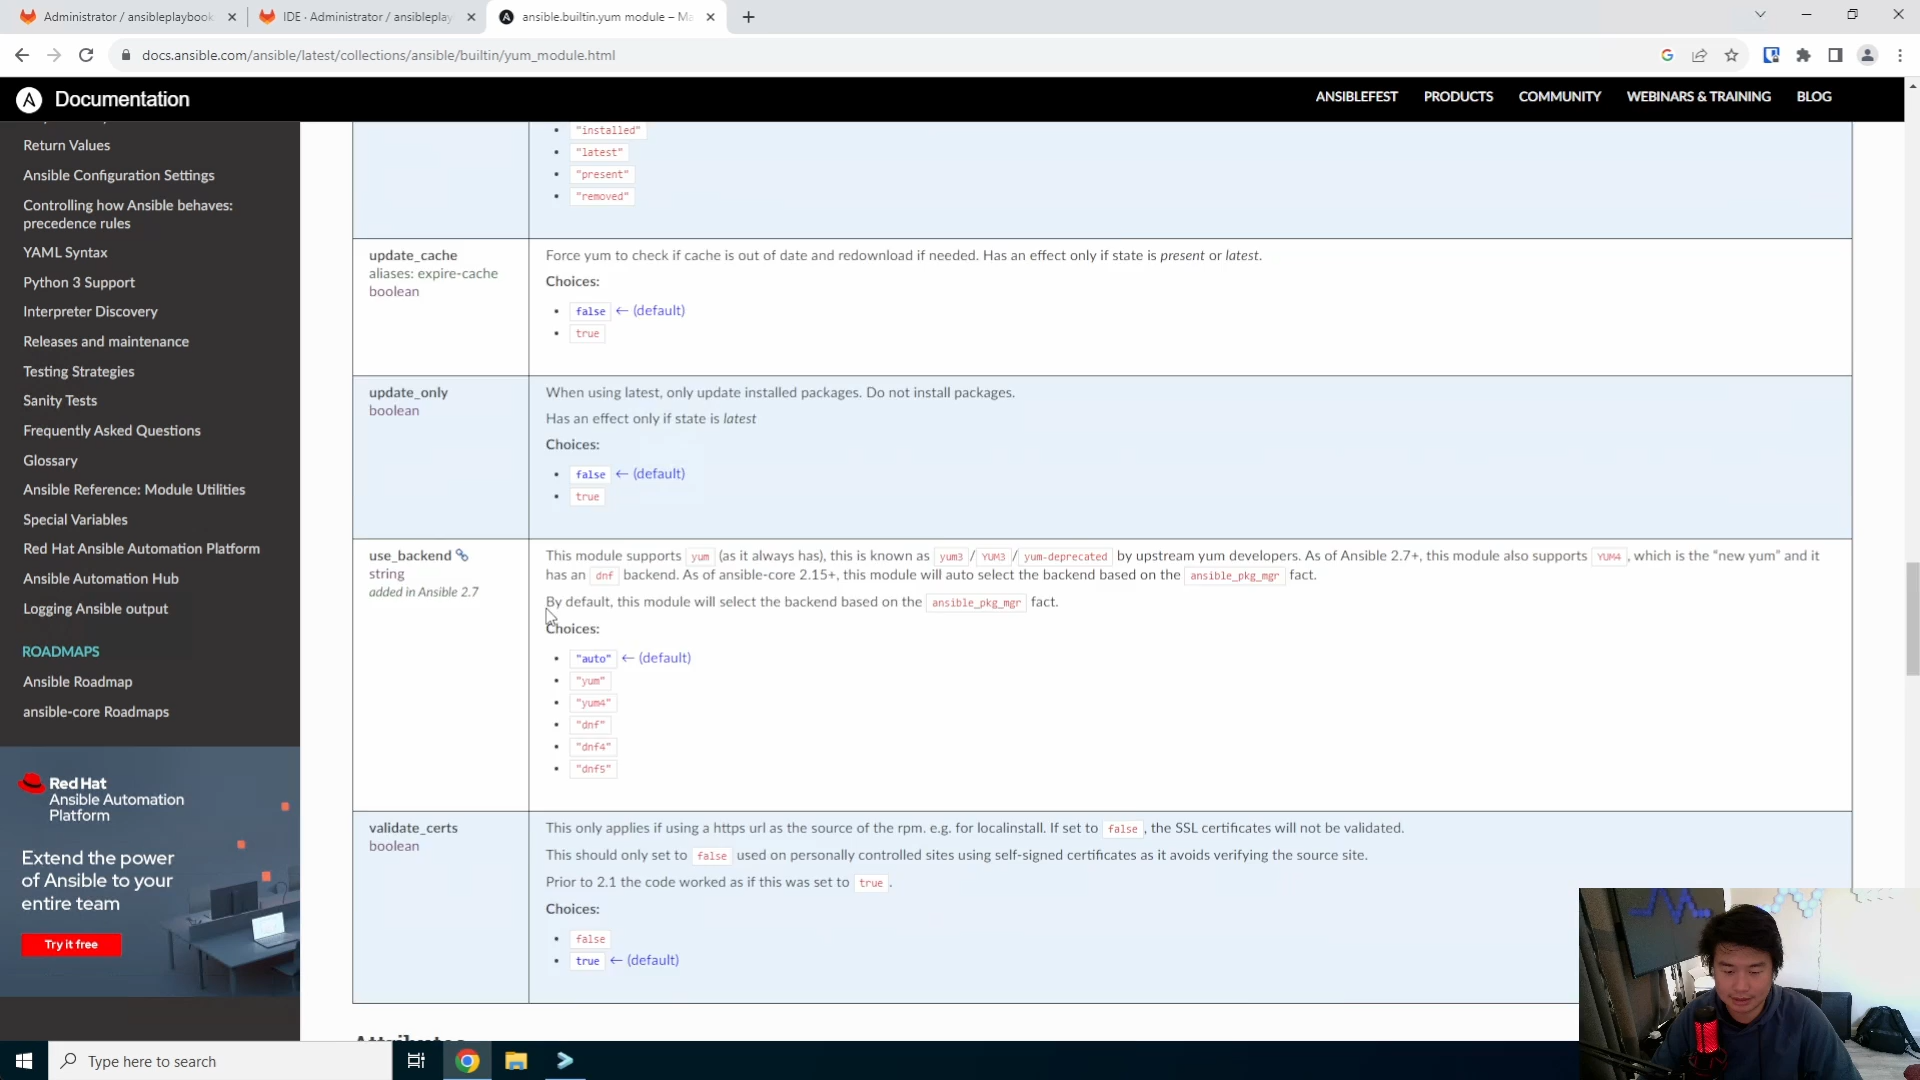 Administrator / ansibleplaybook
IDE · Administrator / ansibleplay
ansible.builtin.yum module – Ma
docs.ansible.com/ansible/latest/collections/ansible/builtin/yum_module.html
A Documentation
ANSIBLEFEST PRODUCTS COMMUNITY WEBINARS & TRAINING BLOG
Return Values
Ansible Configuration Settings
Controlling how Ansible behaves:
precedence rules
YAML Syntax
Python 3 Support
Interpreter Discovery
Releases and maintenance
Testing Strategies
Sanity Tests
Frequently Asked Questions
Glossary
Ansible Reference: Module Utilities
Special Variables
Red Hat Ansible Automation Platform
Ansible Automation Hub
Logging Ansible output
ROADMAPS
Ansible Roadmap
ansible-core Roadmaps
Red Hat
Ansible Automation
Platform
Extend the power
of Ansible to your
entire team
Try it free
• "installed"
• "latest"
• "present"
• "removed"
update_cache
aliases: expire-cache
boolean
Force yum to check if cache is out of date and redownload if needed. Has an effect only if state is present or latest.
Choices:
• false ← (default)
• true
update_only
boolean
When using latest, only update installed packages. Do not install packages.
Has an effect only if state is latest
Choices:
• false ← (default)
• true
use_backend
string
added in Ansible 2.7
This module supports yum (as it always has), this is known as yum3 / YUM3 / yum-deprecated by upstream yum developers. As of Ansible 2.7+, this module also supports YUM4 , which is the “new yum” and it
has an dnf backend. As of ansible-core 2.15+, this module will auto select the backend based on the ansible_pkg_mgr fact.
By default, this module will select the backend based on the ansible_pkg_mgr fact.
Choices:
• "auto" ← (default)
• "yum"
• "yum4"
• "dnf"
• "dnf4"
• "dnf5"
validate_certs
boolean
This only applies if using a https url as the source of the rpm. e.g. for localinstall. If set to false , the SSL certificates will not be validated.
This should only set to false used on personally controlled sites using self-signed certificates as it avoids verifying the source site.
Prior to 2.1 the code worked as if this was set to true .
Choices:
• false
• true ← (default)
Type here to search